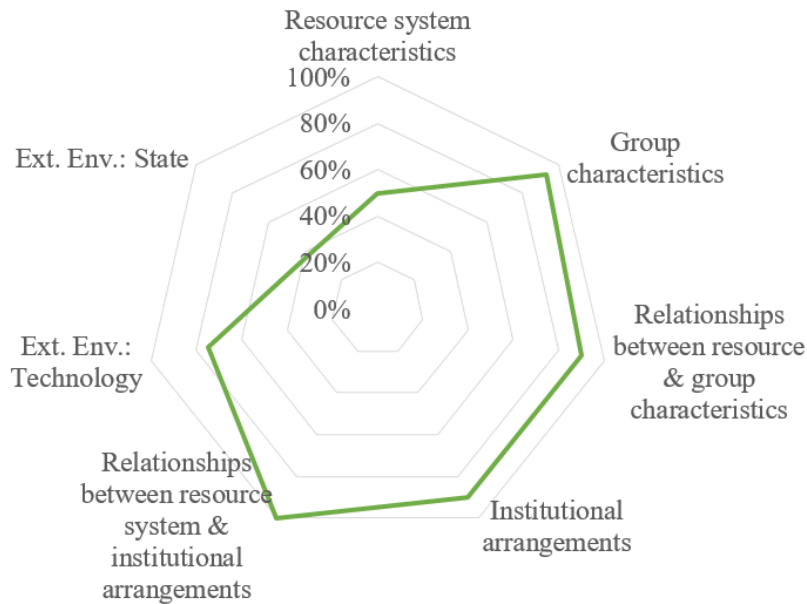 Resource system
characteristics
100%
80%
60%
40%
20%
0%
Group
characteristics
Relationships
between resource
& group
characteristics
Institutional
arrangements
Relationships
between resource
system &
institutional
arrangements
Ext. Env.:
Technology
Ext. Env.: State